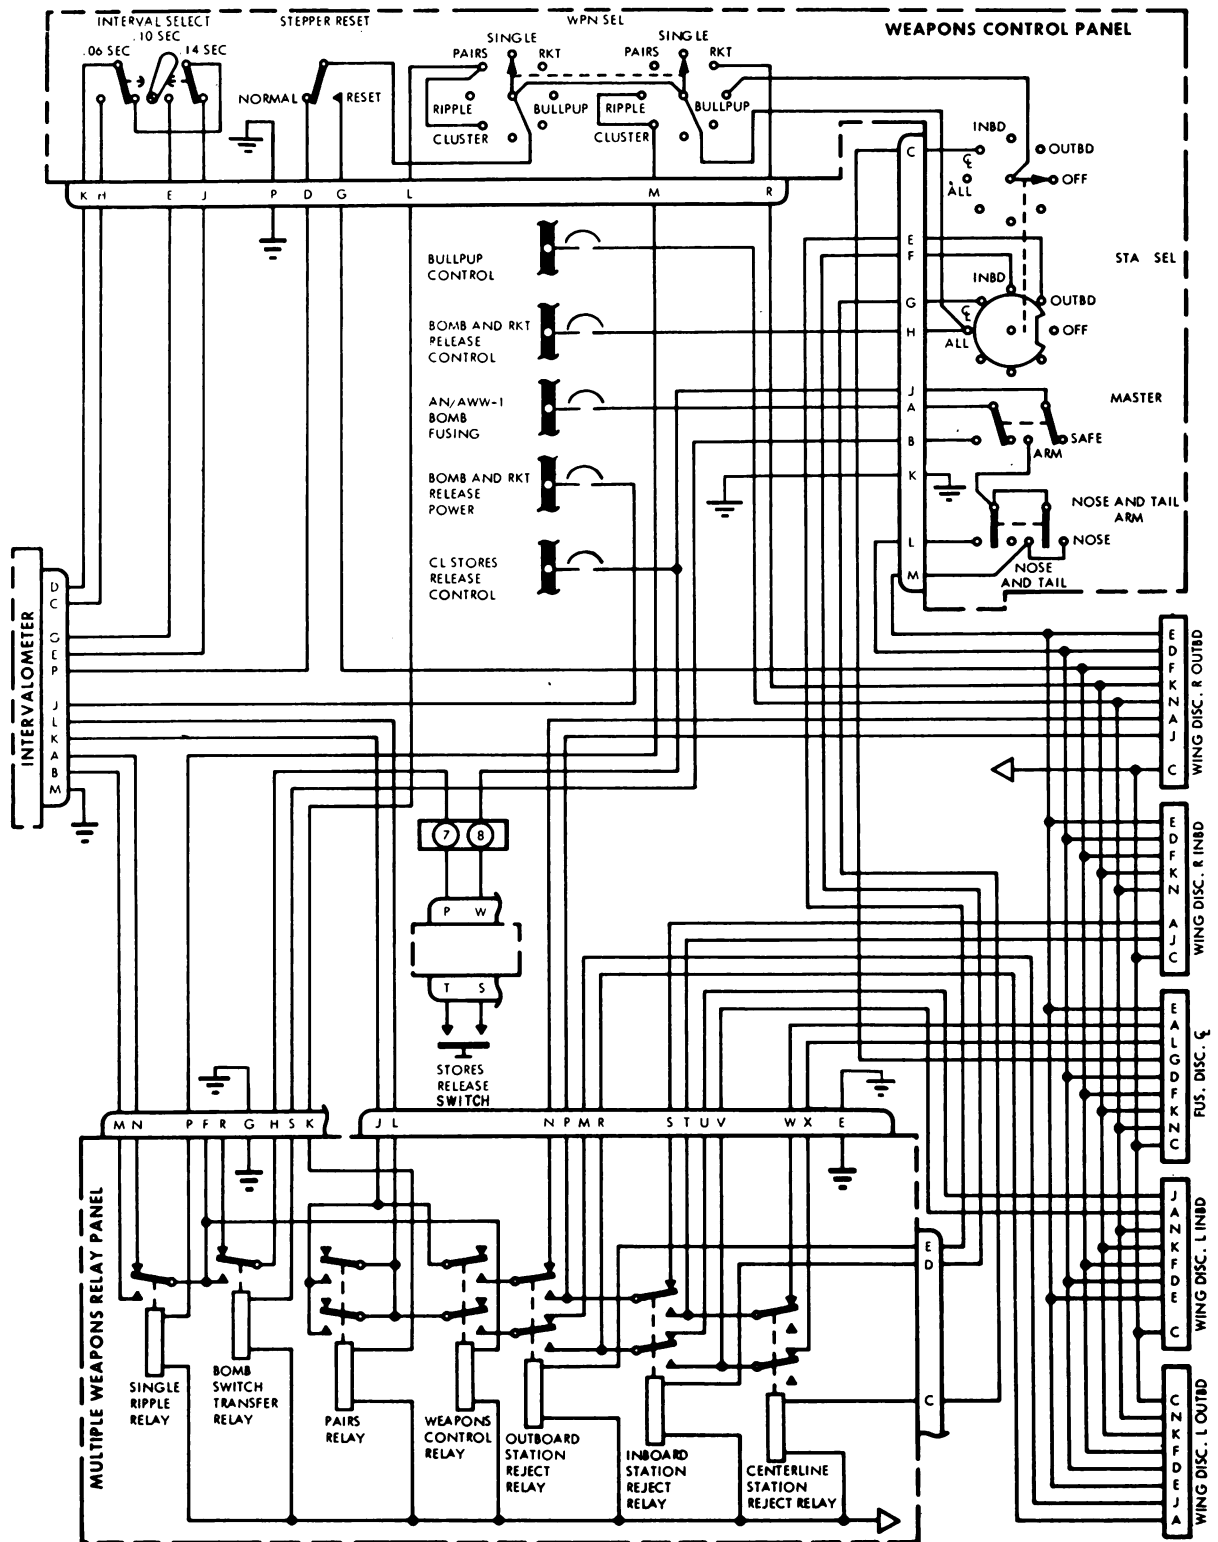 INTERVAL SELECT
STEPPER RESET
WPN SEL
WEAPONS CONTROL PANEL
.10 SEC
.06 SEC
.14 SEC
SINGLE
SINGLE
PAIRS
RKT
PAIRS
RKT
NORMAL
RESET
RIPPLE
BULLPUP
RIPPLE
BULLPUP
CLUSTER
CLUSTER
INBD
C
OUTBD
℄
OFF
ALL
K H E J P D G L M R
E
F
STA SEL
BULLPUP
CONTROL
INBD
G
OUTBD
℄
BOMB AND RKT
RELEASE
CONTROL
H
OFF
ALL
J
AN/AWW-1
BOMB
FUSING
A
MASTER
B
SAFE
ARM
BOMB AND RKT
RELEASE
POWER
K
NOSE AND TAIL
ARM
L
NOSE
CL STORES
RELEASE
CONTROL
M
NOSE
AND TAIL
INTERVALOMETER
D
C
G
E
P
J
L
K
A
B
M
WING DISC. R OUTBD
E
D
F
K
N
A
J
C
WING DISC. R INBD
E
D
F
K
N
A
J
C
7 8
P W
T S
STORES
RELEASE
SWITCH
FUS. DISC. ℄
E
A
L
G
D
F
K
N
C
M N P F R G H S K J L N P M R S T U V W X E
WING DISC. L INBD
J
A
N
K
F
D
E
C
E
D
C
MULTIPLE WEAPONS RELAY PANEL
SINGLE
RIPPLE
RELAY
BOMB
SWITCH
TRANSFER
RELAY
PAIRS
RELAY
WEAPONS
CONTROL
RELAY
OUTBOARD
STATION
REJECT
RELAY
INBOARD
STATION
REJECT
RELAY
CENTERLINE
STATION
REJECT RELAY
WING DISC. L OUTBD
C
N
K
F
D
E
J
A